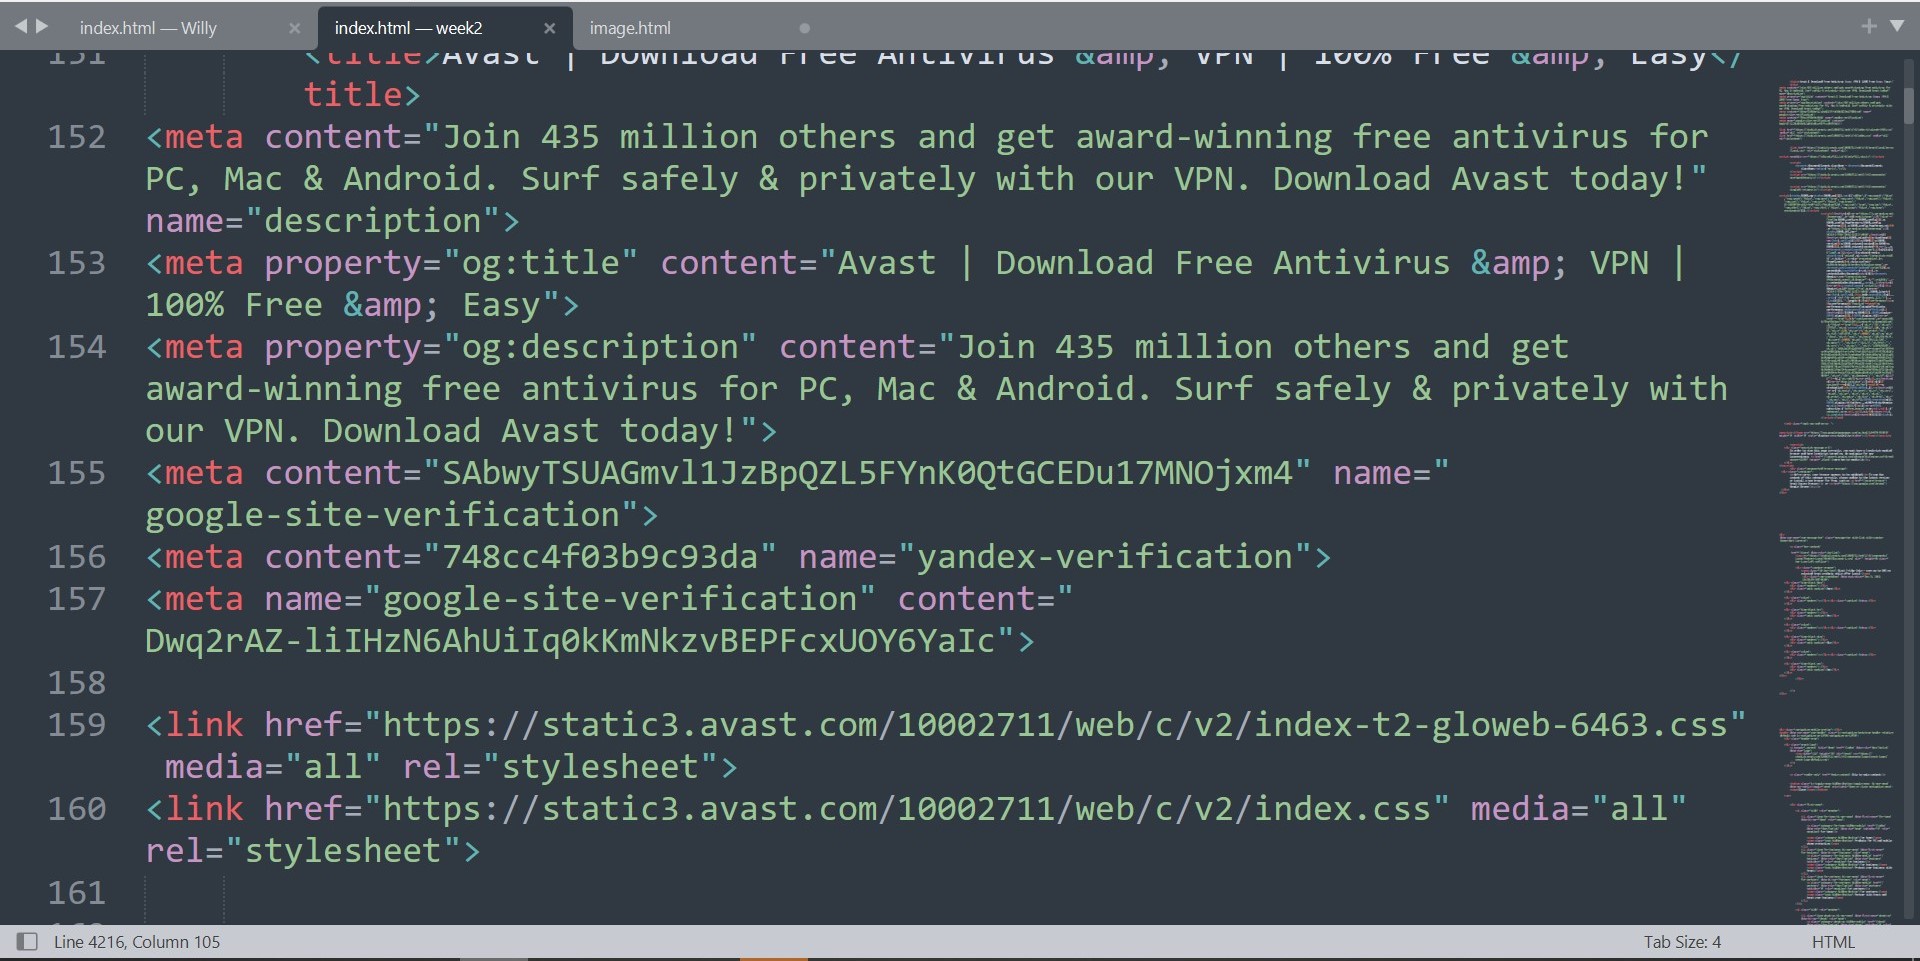 index.html — Willy
index.html — week2
image.html
151 <title>Avast | Download Free Antivirus &amp; VPN | 100% Free &amp; Easy</
title>
152 <meta content="Join 435 million others and get award-winning free antivirus for
PC, Mac & Android. Surf safely & privately with our VPN. Download Avast today!"
name="description">
153 <meta property="og:title" content="Avast | Download Free Antivirus &amp; VPN |
100% Free &amp; Easy">
154 <meta property="og:description" content="Join 435 million others and get
award-winning free antivirus for PC, Mac & Android. Surf safely & privately with
our VPN. Download Avast today!">
155 <meta content="SAbwyTSUAGmvl1JzBpQZL5FYnK0QtGCEDu17MNOjxm4" name="
google-site-verification">
156 <meta content="748cc4f03b9c93da" name="yandex-verification">
157 <meta name="google-site-verification" content="
Dwq2rAZ-liIHzN6AhUiIq0kKmNkzvBEPFcxUOY6YaIc">
158
159 <link href="https://static3.avast.com/10002711/web/c/v2/index-t2-gloweb-6463.css"
media="all" rel="stylesheet">
160 <link href="https://static3.avast.com/10002711/web/c/v2/index.css" media="all"
rel="stylesheet">
161
Line 4216, Column 105
Tab Size: 4
HTML